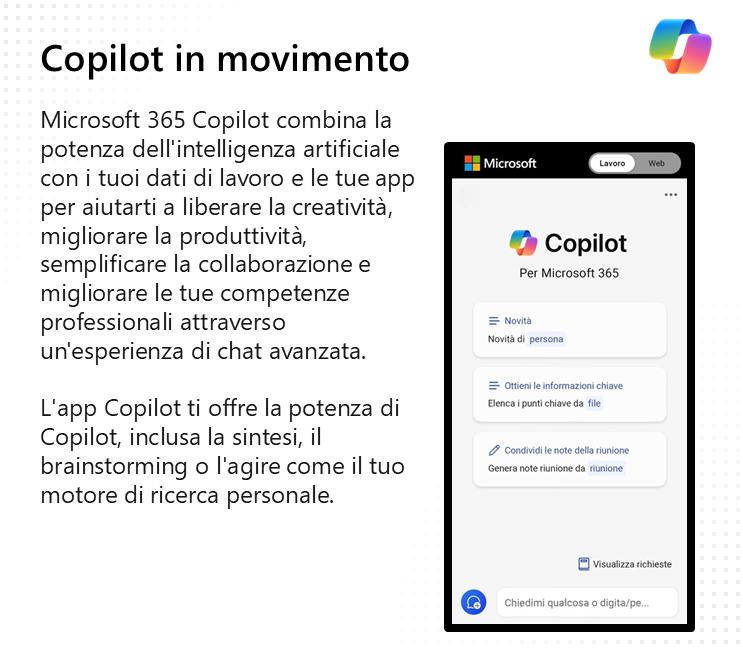 Copilot in movimento
Microsoft 365 Copilot combina la
potenza dell'intelligenza artificiale
con i tuoi dati di lavoro e le tue app
per aiutarti a liberare la creatività,
migliorare la produttività,
semplificare la collaborazione e
migliorare le tue competenze
professionali attraverso
un'esperienza di chat avanzata.
L'app Copilot ti offre la potenza di
Copilot, inclusa la sintesi, il
brainstorming o l'agire come il tuo
motore di ricerca personale.
Microsoft Lavoro Web
Copilot
Per Microsoft 365
Novità
Novità di persona
Ottieni le informazioni chiave
Elenca i punti chiave da file
Condividi le note della riunione
Genera note riunione da riunione
Visualizza richieste
Chiedimi qualcosa o digita/pe...